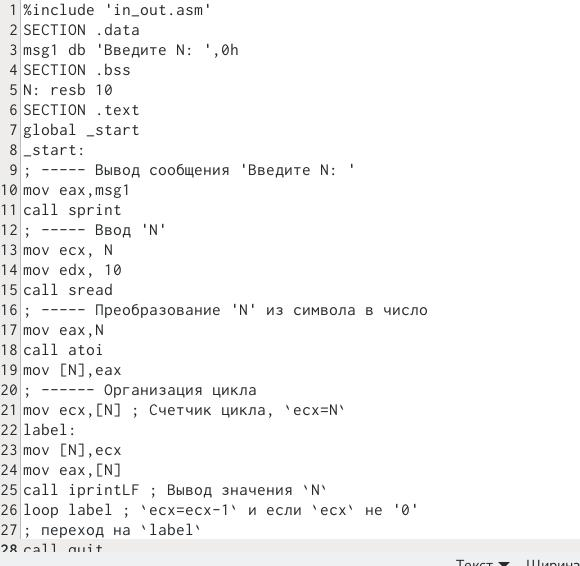 1 %include 'in_out.asm'
2 SECTION .data
3 msg1 db 'Введите N: ',0h
4 SECTION .bss
5 N: resb 10
6 SECTION .text
7 global _start
8 _start:
9 ; ----- Вывод сообщения 'Введите N: '
10 mov eax,msg1
11 call sprint
12 ; ----- Ввод 'N'
13 mov ecx, N
14 mov edx, 10
15 call sread
16 ; ----- Преобразование 'N' из символа в число
17 mov eax,N
18 call atoi
19 mov [N],eax
20 ; ------ Организация цикла
21 mov ecx,[N] ; Счетчик цикла, `ecx=N`
22 label:
23 mov [N],ecx
24 mov eax,[N]
25 call iprintLF ; Вывод значения `N`
26 loop label ; `ecx=ecx-1` и если `ecx` не '0'
27 ; переход на `label`
28 call quit
Текст ▼ Ширина